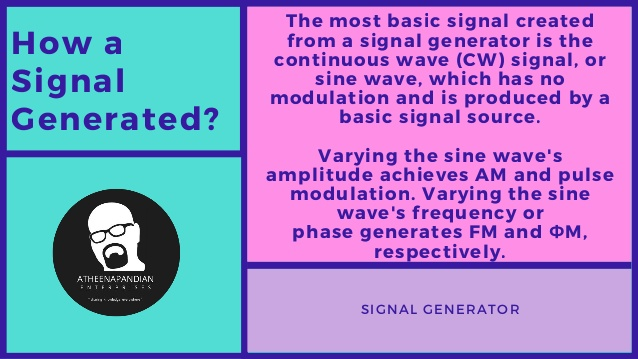 How a
Signal
Generated?
The most basic signal created
from a signal generator is the
continuous wave (CW) signal, or
sine wave, which has no
modulation and is produced by a
basic signal source.
Varying the sine wave's
amplitude achieves AM and pulse
modulation. Varying the sine
wave's frequency or
phase generates FM and ΦM,
respectively.
ATHEENAPANDIAN
ENTERPRISES
SIGNAL GENERATOR